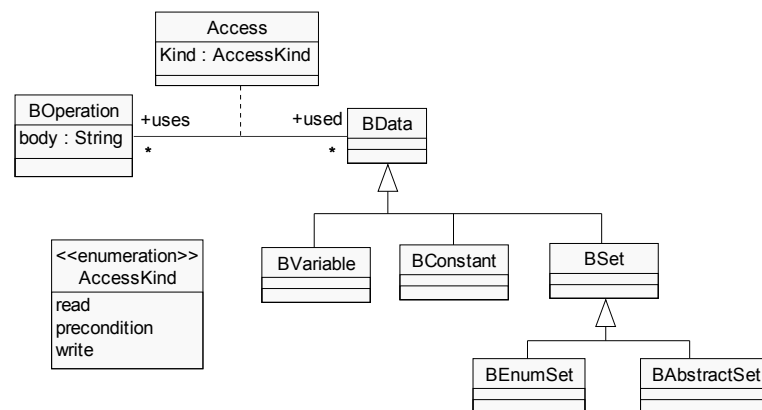 Access
Kind : AccessKind
BOperation
body : String
+uses
+used
*
*
BData
<<enumeration>>
AccessKind
read
precondition
write
BVariable
BConstant
BSet
BEnumSet
BAbstractSet